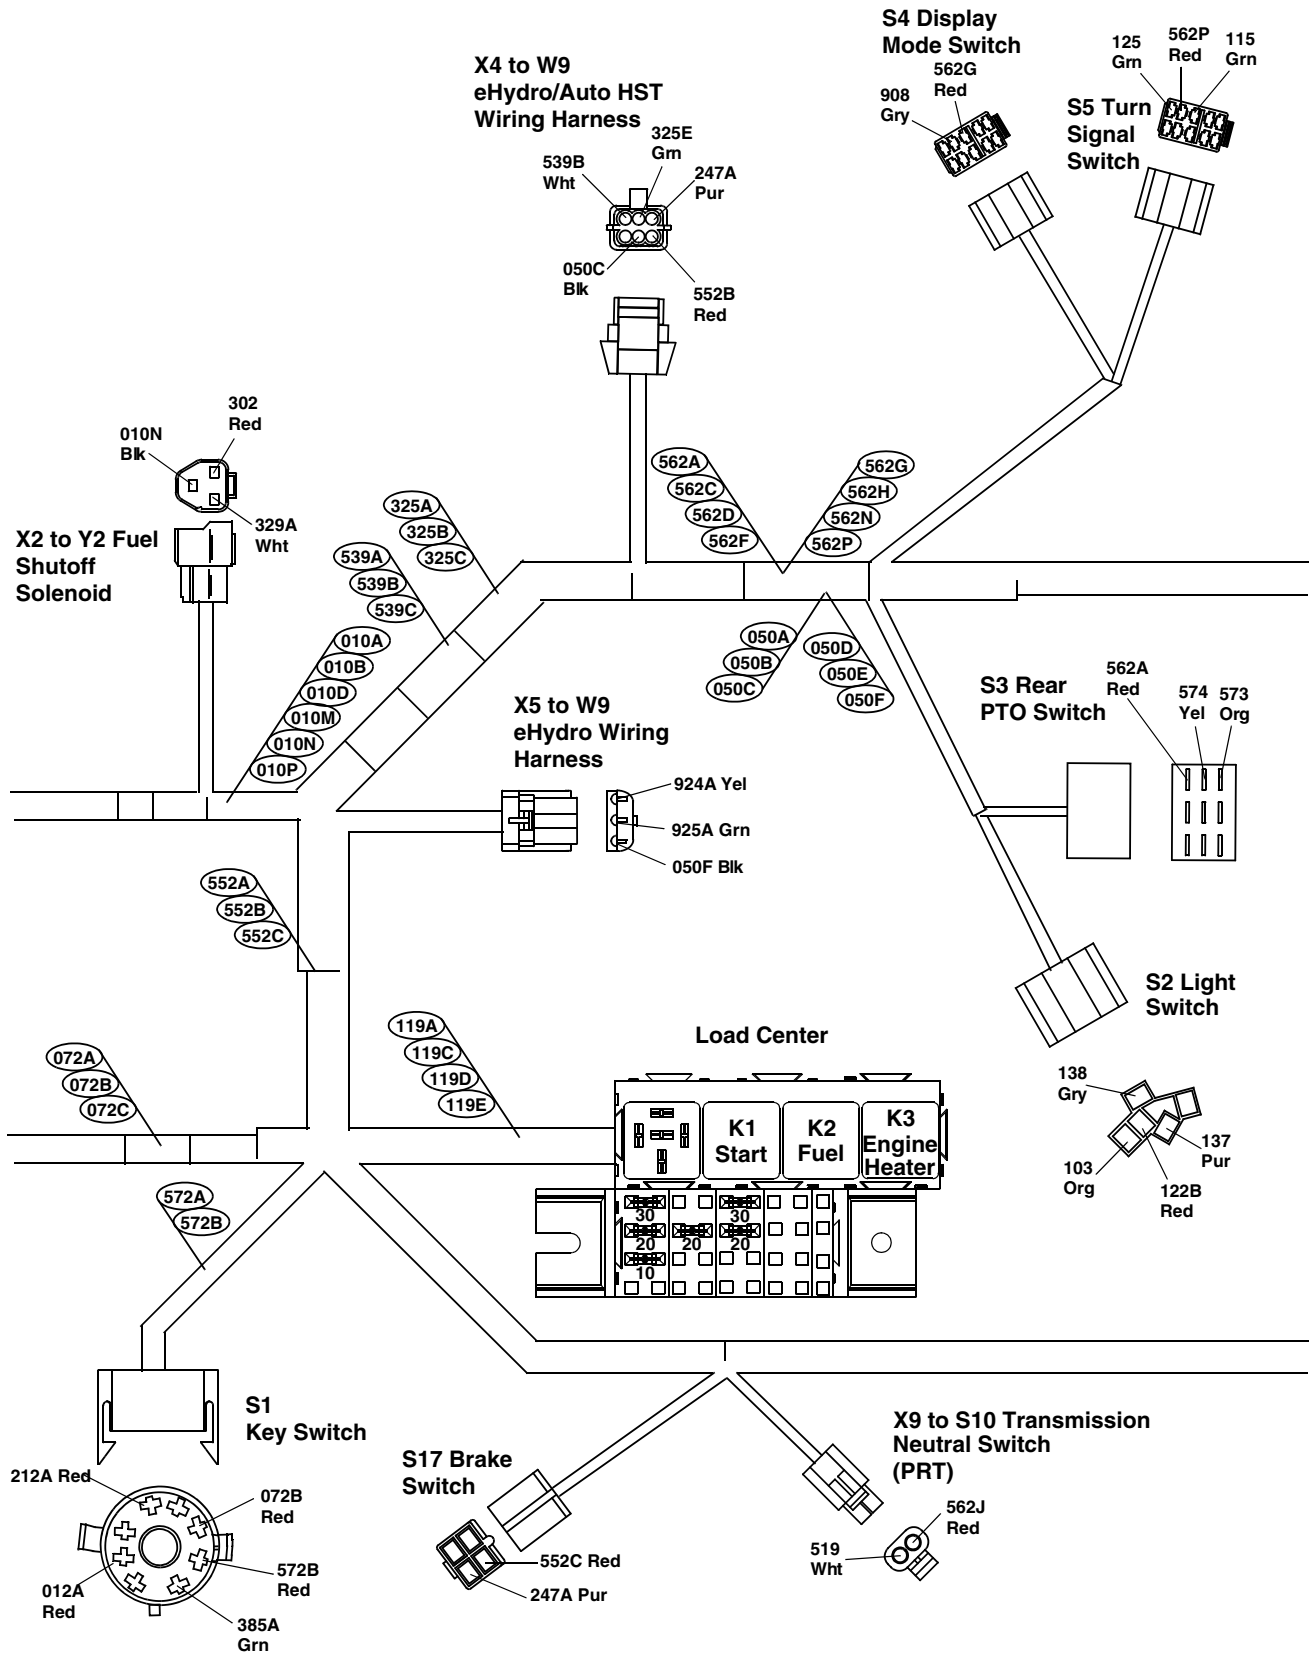 S4 Display
Mode Switch
562G
Red
908
Gry
125
Grn
562P
Red
115
Grn
S5 Turn
Signal
Switch
X4 to W9
eHydro/Auto HST
Wiring Harness
325E
Grn
539B
Wht
247A
Pur
050C
Blk
552B
Red
302
Red
010N
Blk
329A
Wht
X2 to Y2 Fuel
Shutoff
Solenoid
325A
325B
325C
539A
539B
539C
010A
010B
010D
010M
010N
010P
562A
562C
562D
562F
562G
562H
562N
562P
050A
050B
050C
050D
050E
050F
S3 Rear
PTO Switch
562A
Red
574
Yel
573
Org
X5 to W9
eHydro Wiring
Harness
924A Yel
925A Grn
050F Blk
552A
552B
552C
S2 Light
Switch
138
Gry
137
Pur
103
Org
122B
Red
119A
119C
119D
119E
072A
072B
072C
572A
572B
Load Center
K1
Start
K2
Fuel
K3
Engine
Heater
30
30
20
20
20
10
S1
Key Switch
212A Red
072B
Red
572B
Red
012A
Red
385A
Grn
S17 Brake
Switch
552C Red
247A Pur
X9 to S10 Transmission
Neutral Switch
(PRT)
562J
Red
519
Wht